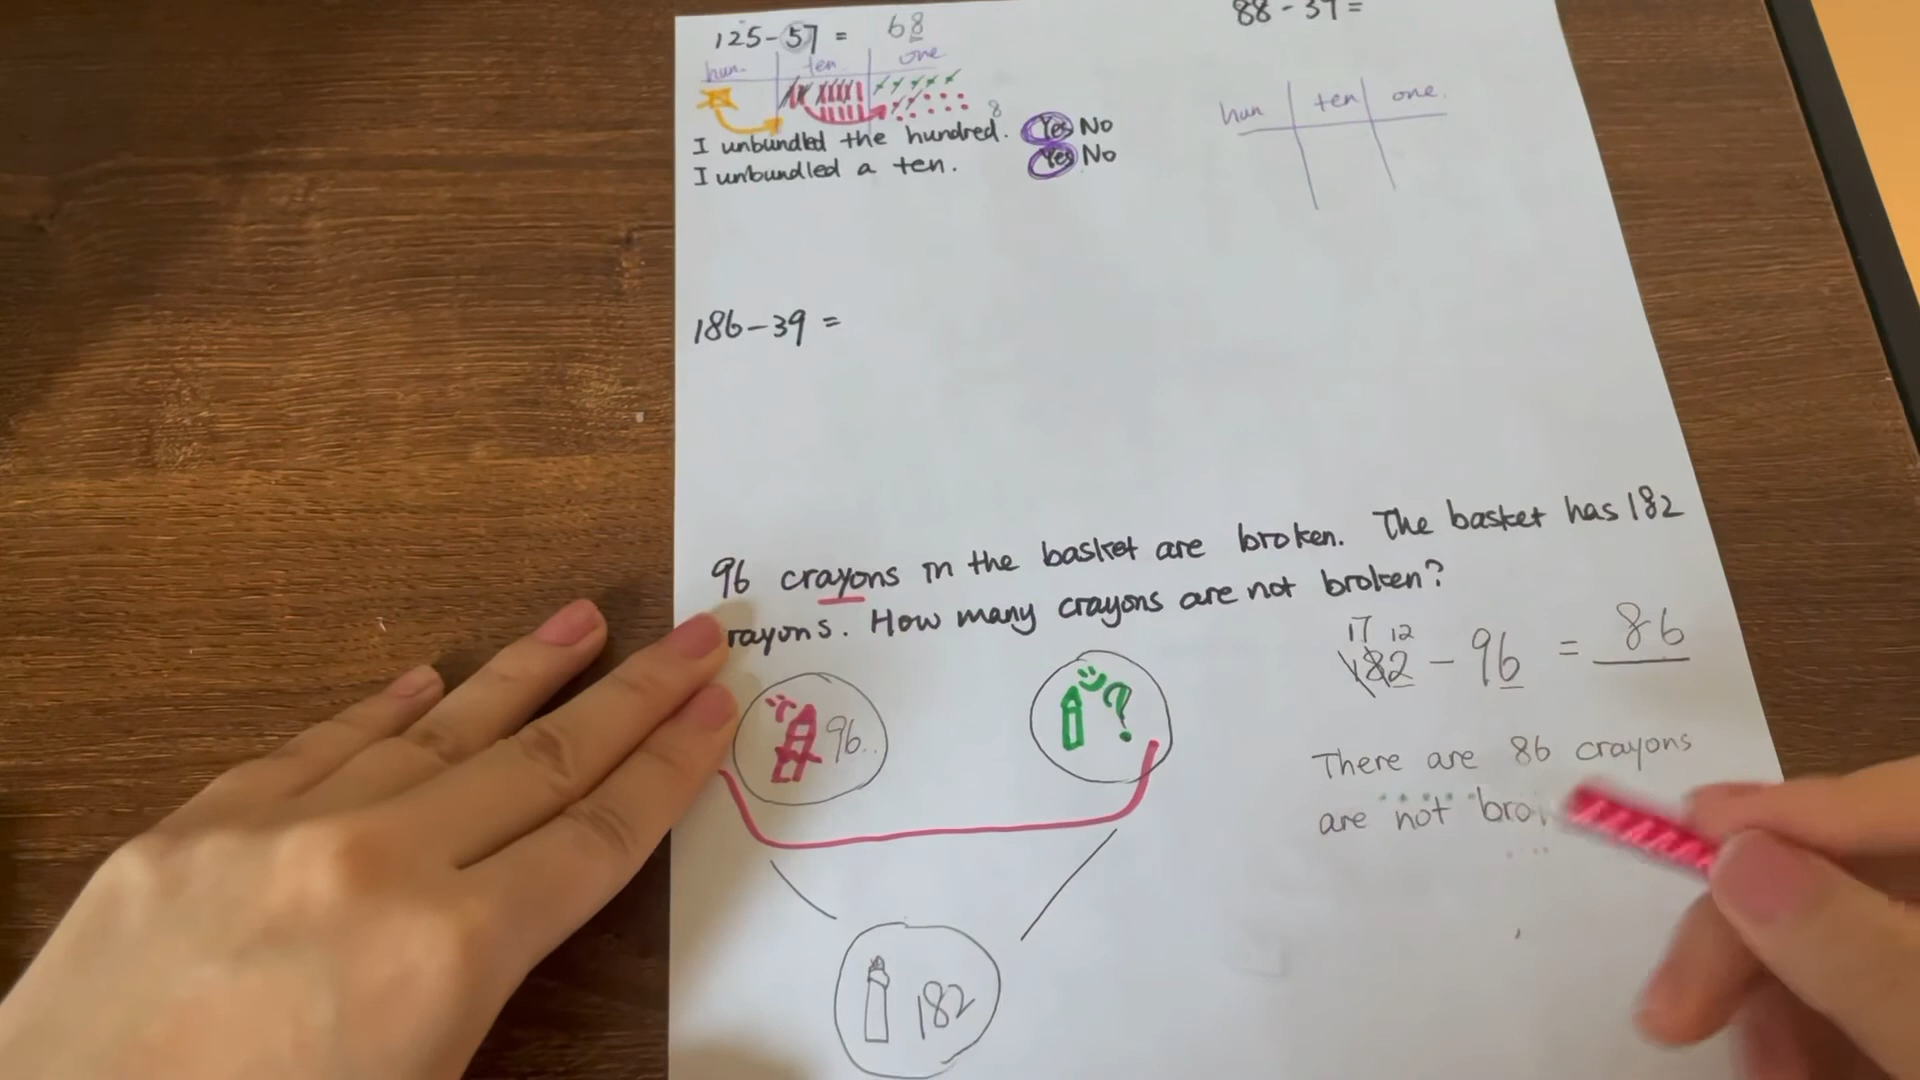 125-57 = 68
hun. ten one
8
I unbundled the hundred. Yes No
I unbundled a ten. Yes No
88-39=
hun ten one.
186-39 =
96 crayons in the basket are broken. The basket has 182
rayons. How many crayons are not broken?
17 12
182 - 96 = 86
96
?
There are 86 crayons
are not
182